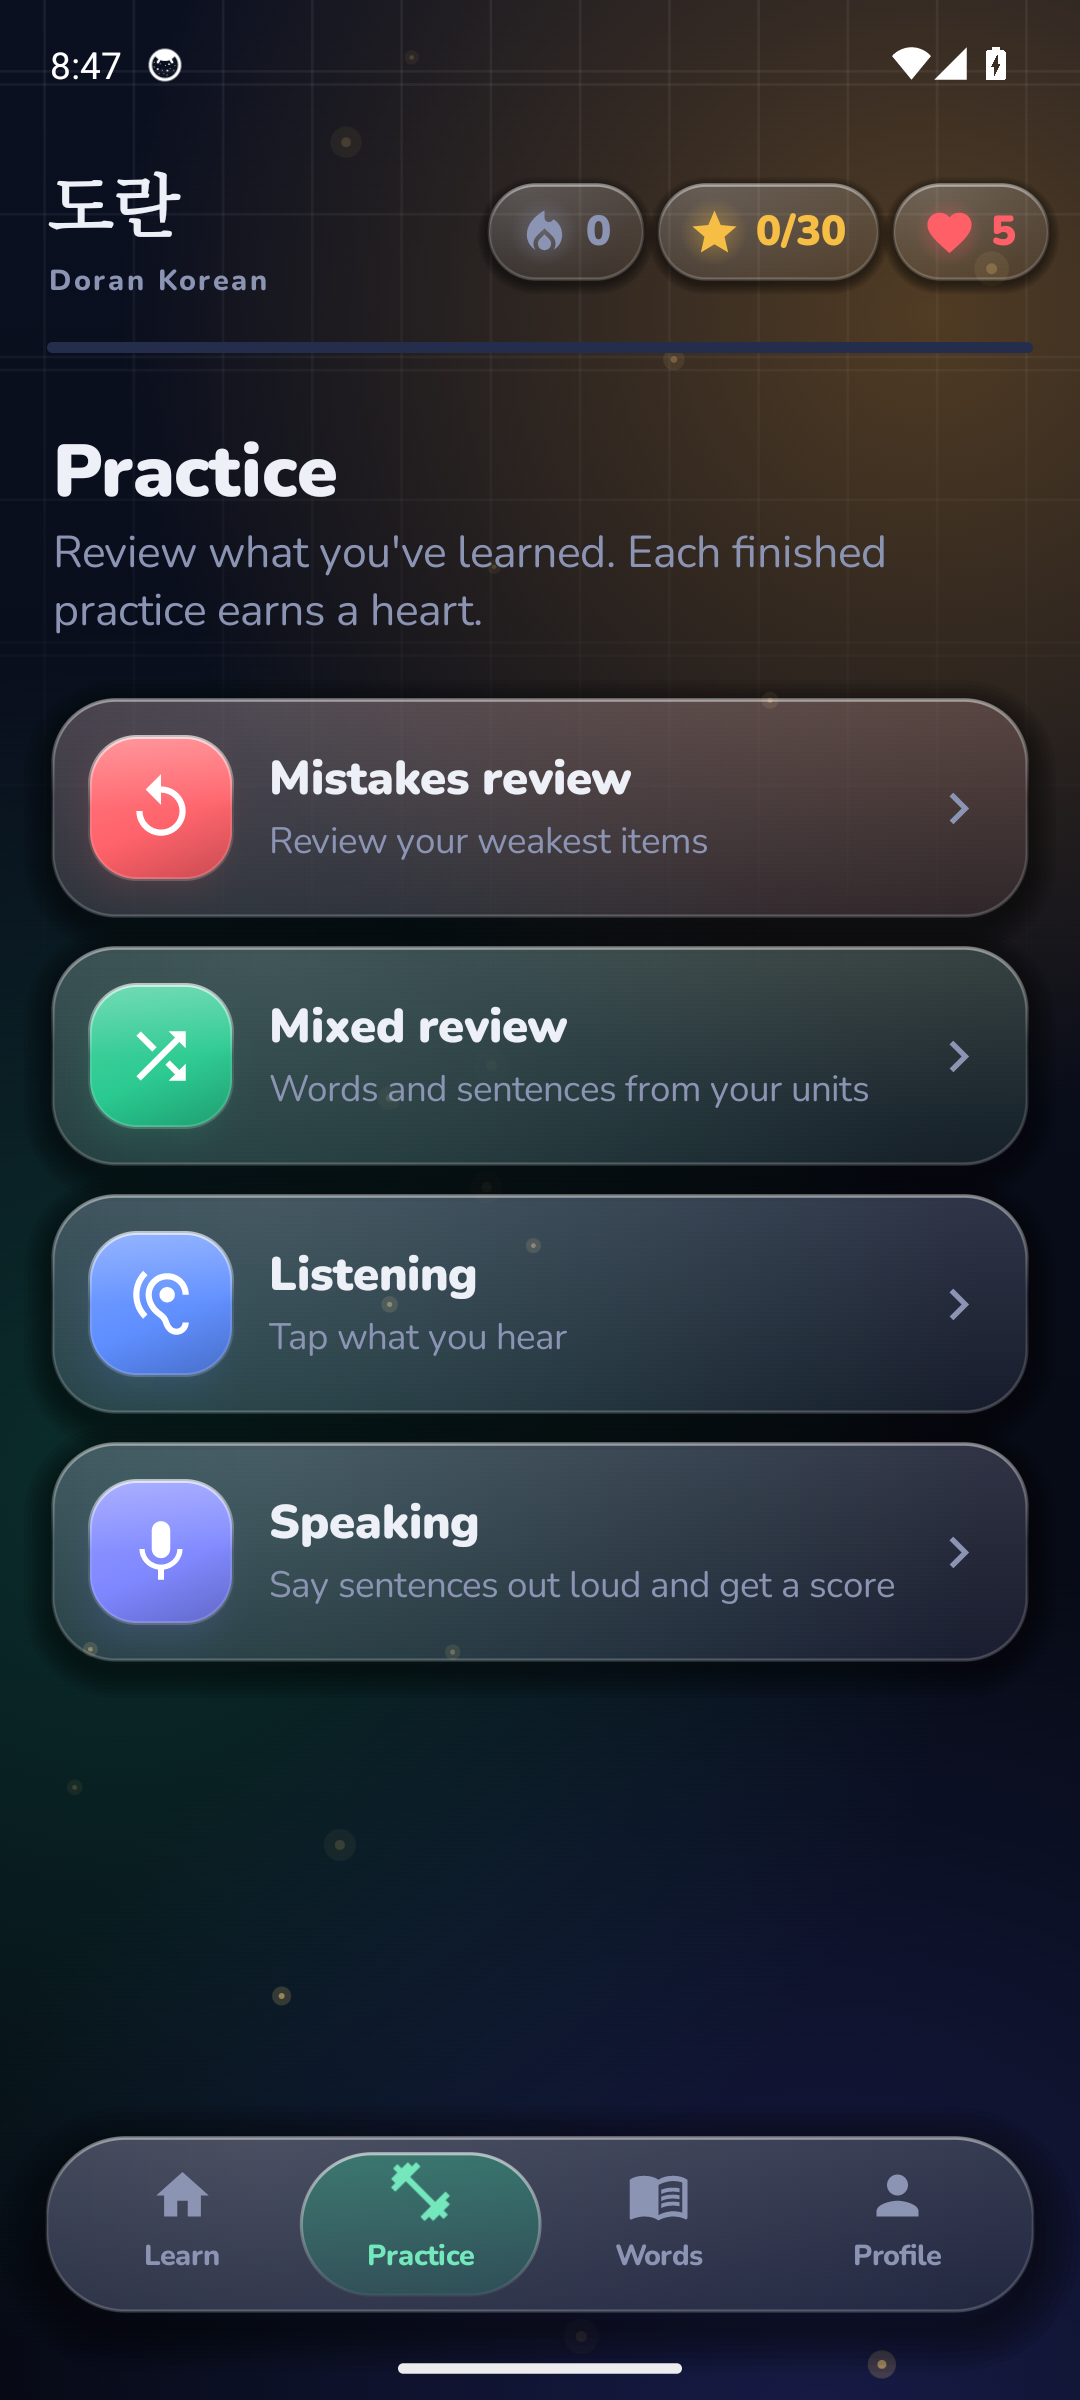 8:47
도란
Doran Korean
0
0/30
5
Practice
Review what you've learned. Each finished
practice earns a heart.
Mistakes review
Review your weakest items
Mixed review
Words and sentences from your units
Listening
Tap what you hear
Speaking
Say sentences out loud and get a score
Learn
Practice
Words
Profile